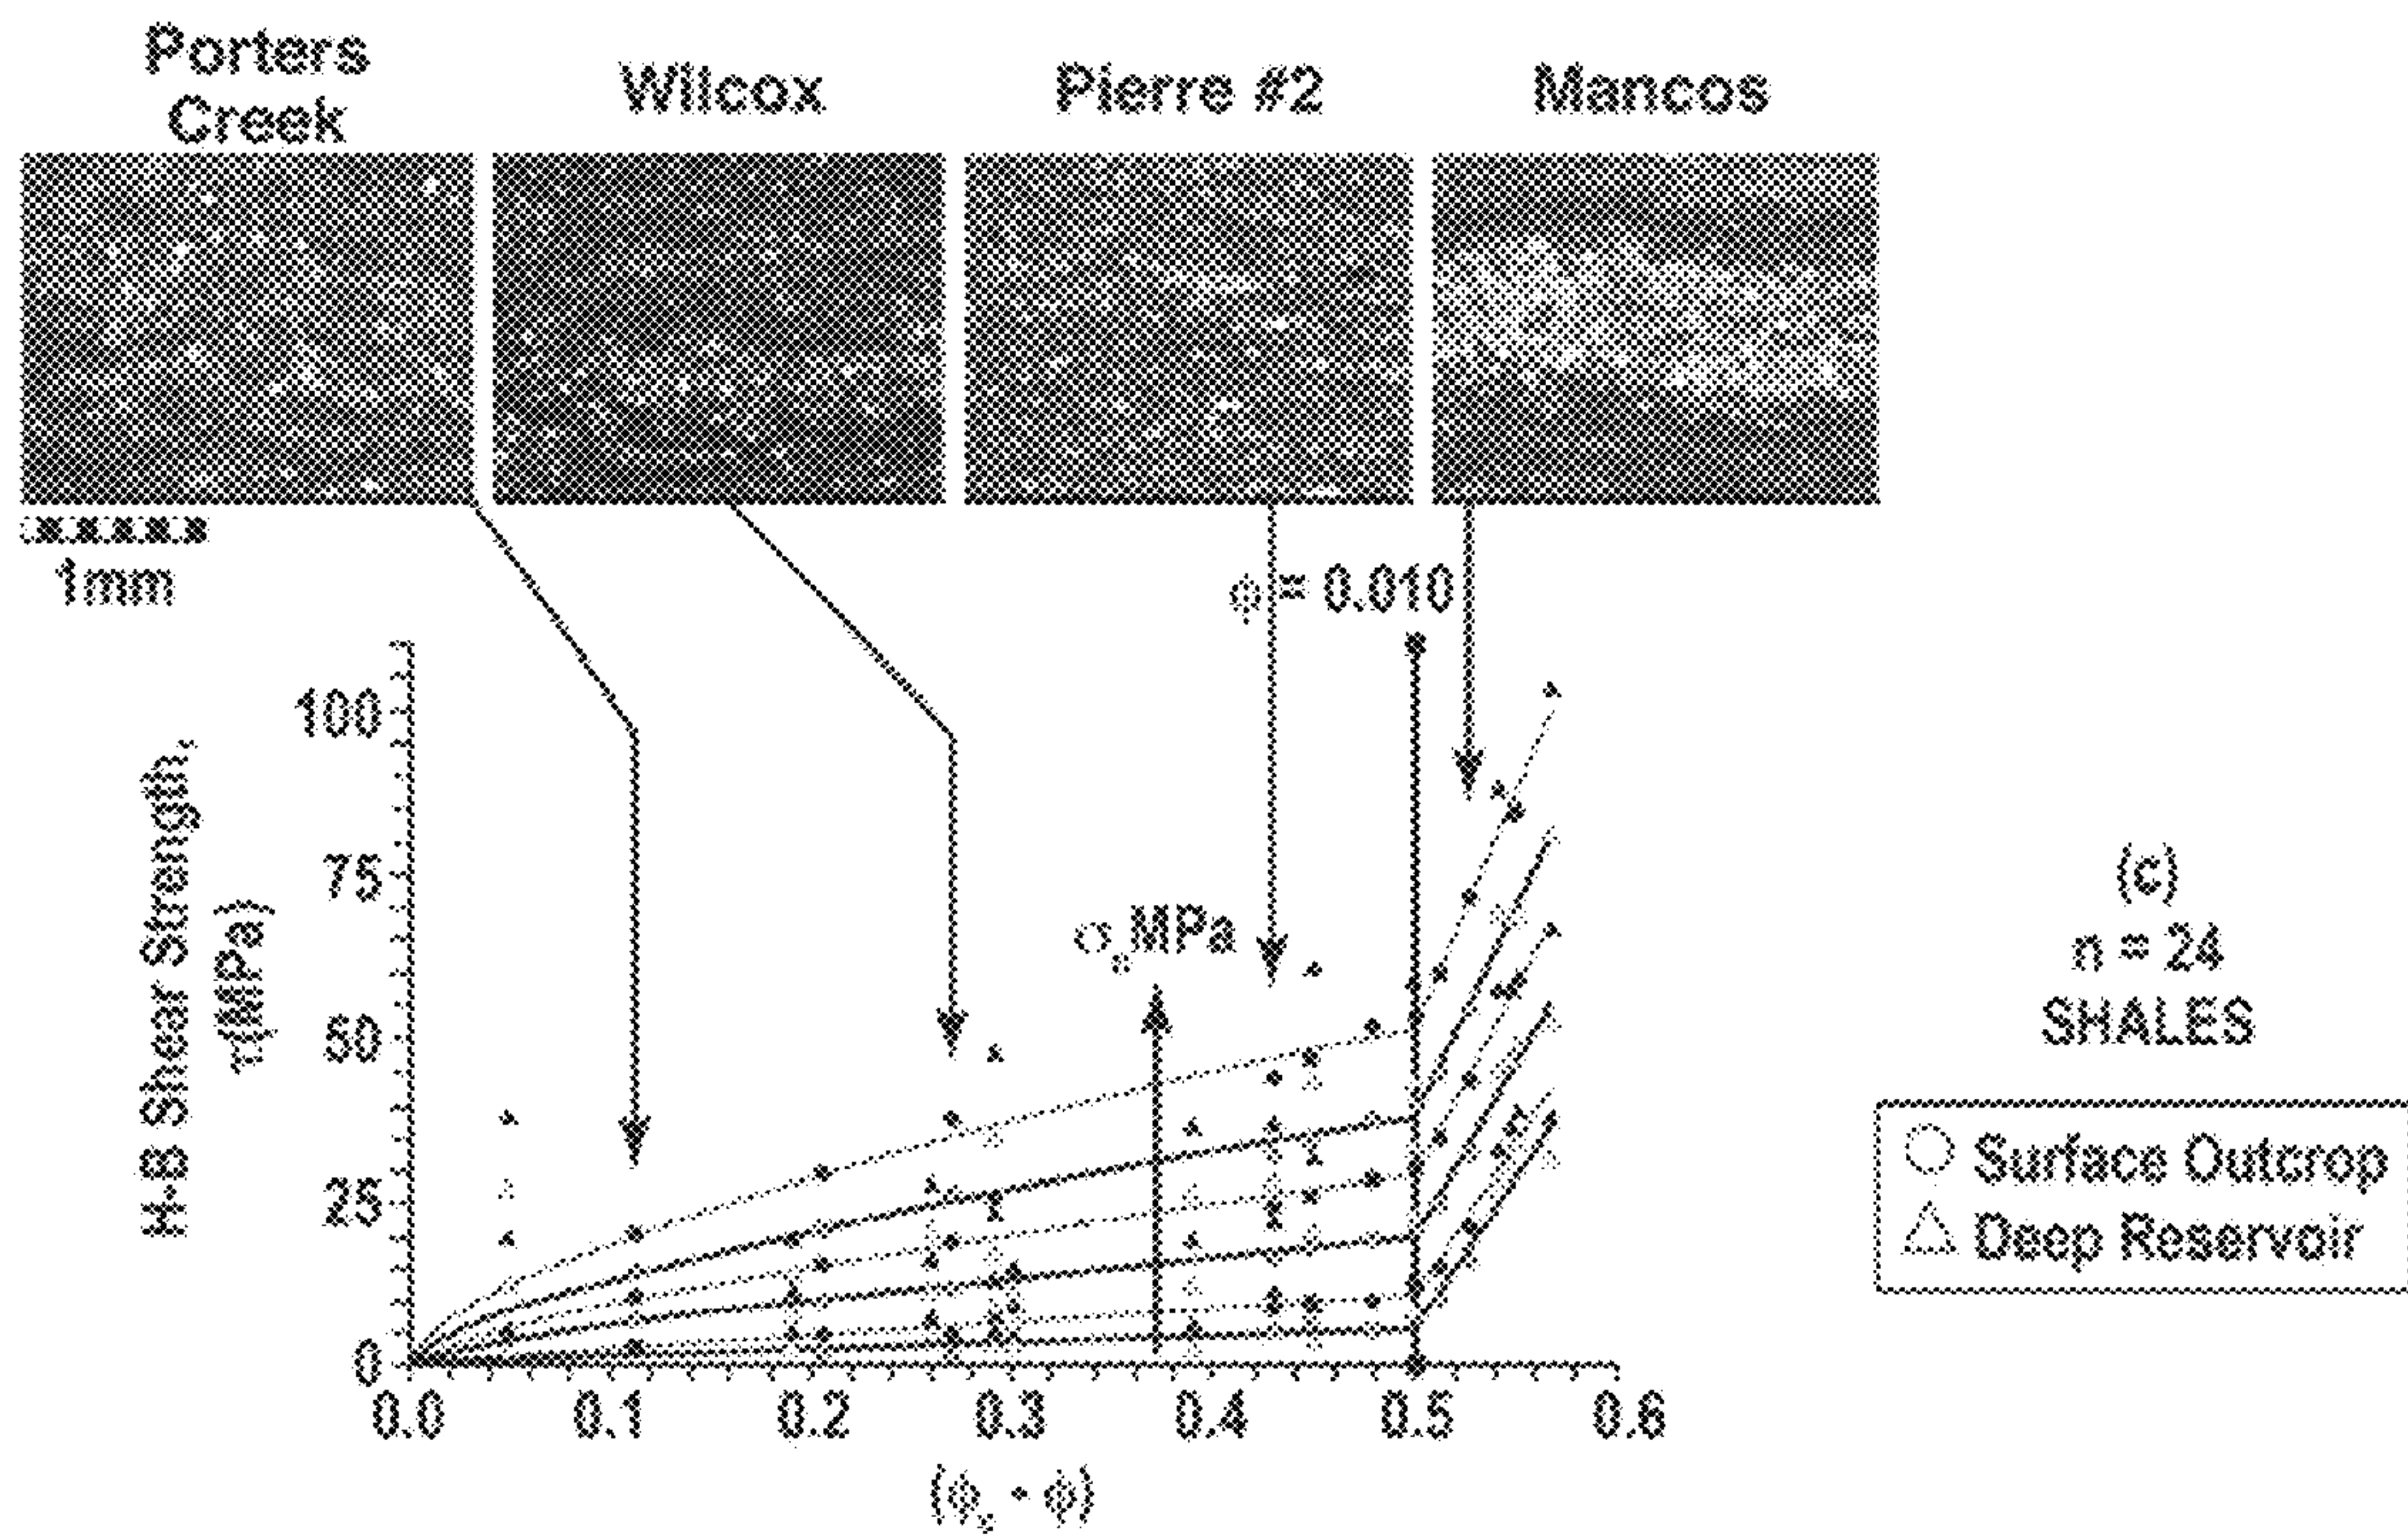 Porters
Creek
Wilcox
Pierre #2
Mancos
1mm
ϕ = 0.010
H-B Shear Strength,
τ(MPa)
100
75
50
25
0
MPa
0.0
0.1
0.2
0.3
0.4
0.5
0.6
(c)
n = 24
SHALES
Surface Outcrop
Deep Reservoir